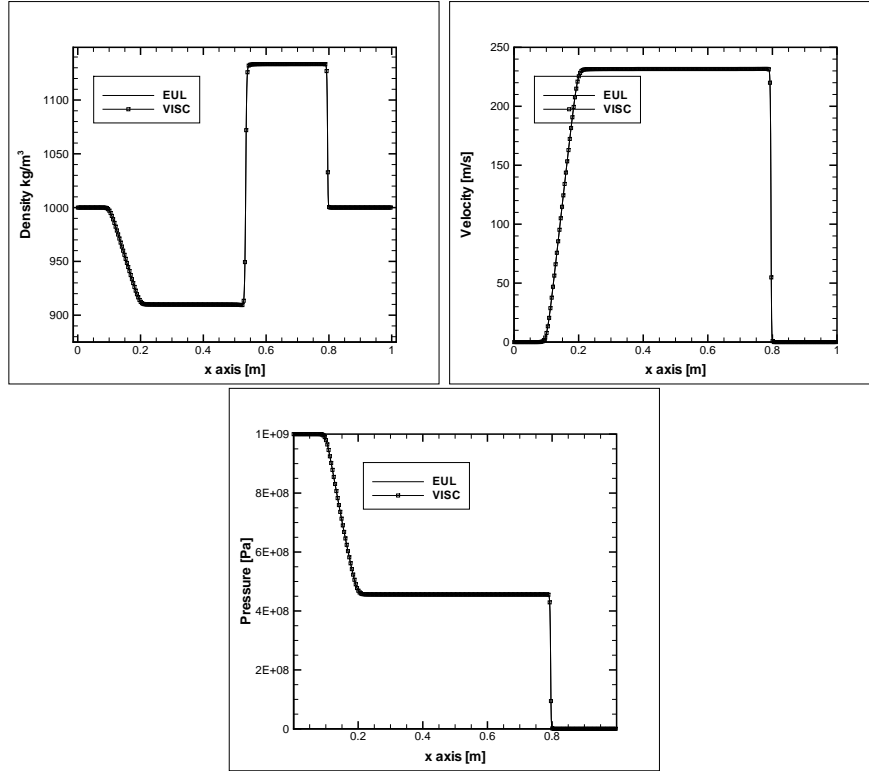 Density kg/m³
1100
1050
1000
950
900
EUL
VISC
0 0.2 0.4 0.6 0.8 1
x axis [m]
Velocity [m/s]
250
200
150
100
50
0
EUL
VISC
0 0.2 0.4 0.6 0.8 1
x axis [m]
Pressure [Pa]
1E+09
8E+08
6E+08
4E+08
2E+08
0
EUL
VISC
0.2 0.4 0.6 0.8
x axis [m]